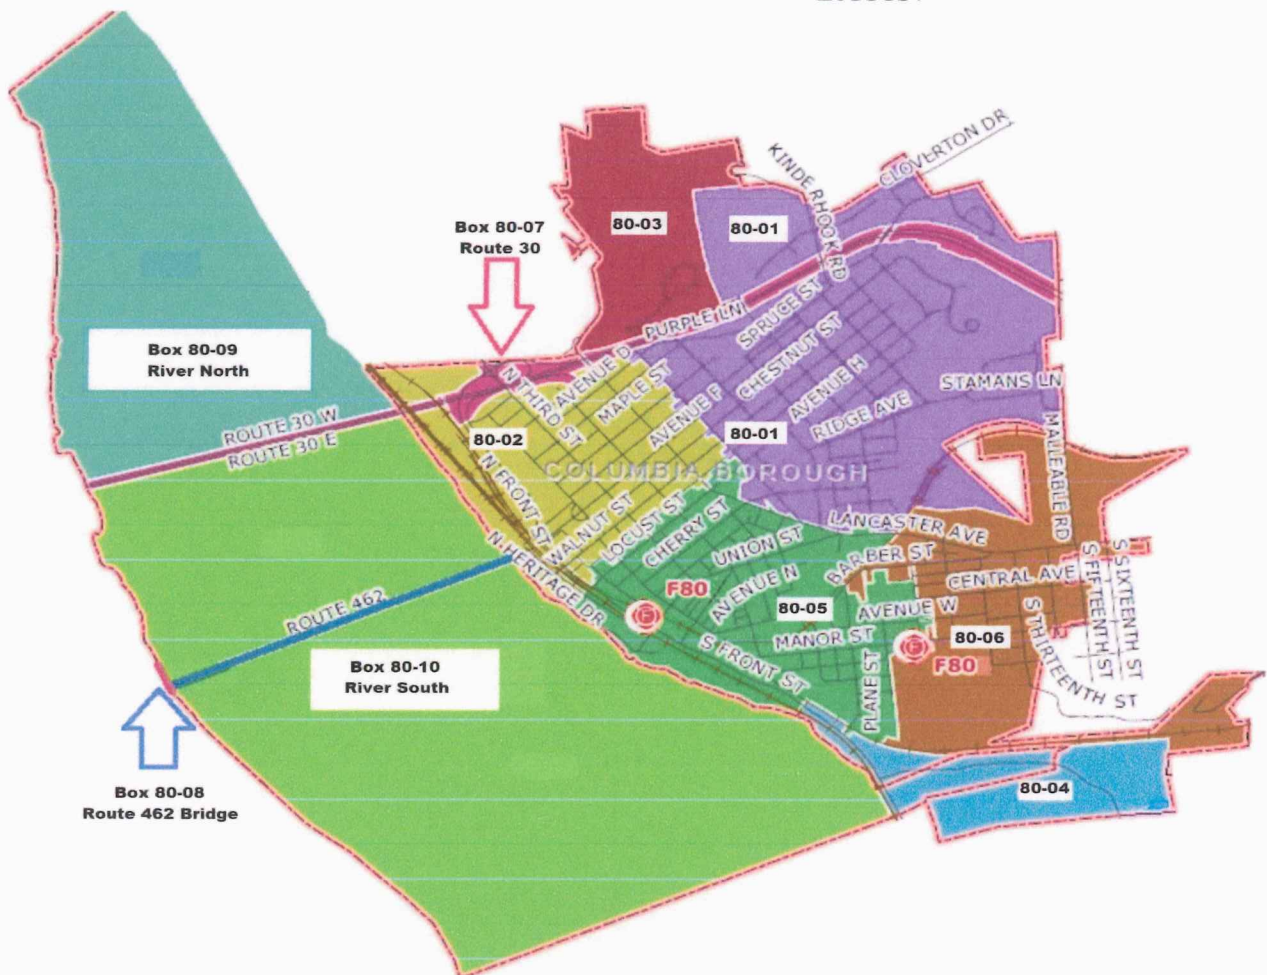 CLOVERTON DR
KINDERHOOK RD
80-03
80-01
Box 80-07
Route 30
PURPLE LN
SPRUCE ST
CHESTNUT ST
Box 80-09
River North
N THIRD ST
AVENUE D
MAPLE ST
AVENUE F
AVENUE H
RIDGE AVE
STAMANS LN
MALLEABLE RD
ROUTE 30 W
ROUTE 30 E
80-02
80-01
COLUMBIA BOROUGH
N FRONT ST
WALNUT ST
LOCUST ST
CHERRY ST
UNION ST
LANCASTER AVE
BARBER ST
N HERITAGE DR
AVENUE N
CENTRAL AVE
S FIFTEENTH ST
S SIXTEENTH ST
ROUTE 462
F80
80-05
AVENUE W
MANOR ST
80-06
F80
S FRONT ST
PLANE ST
S THIRTEENTH ST
Box 80-10
River South
Box 80-08
Route 462 Bridge
80-04